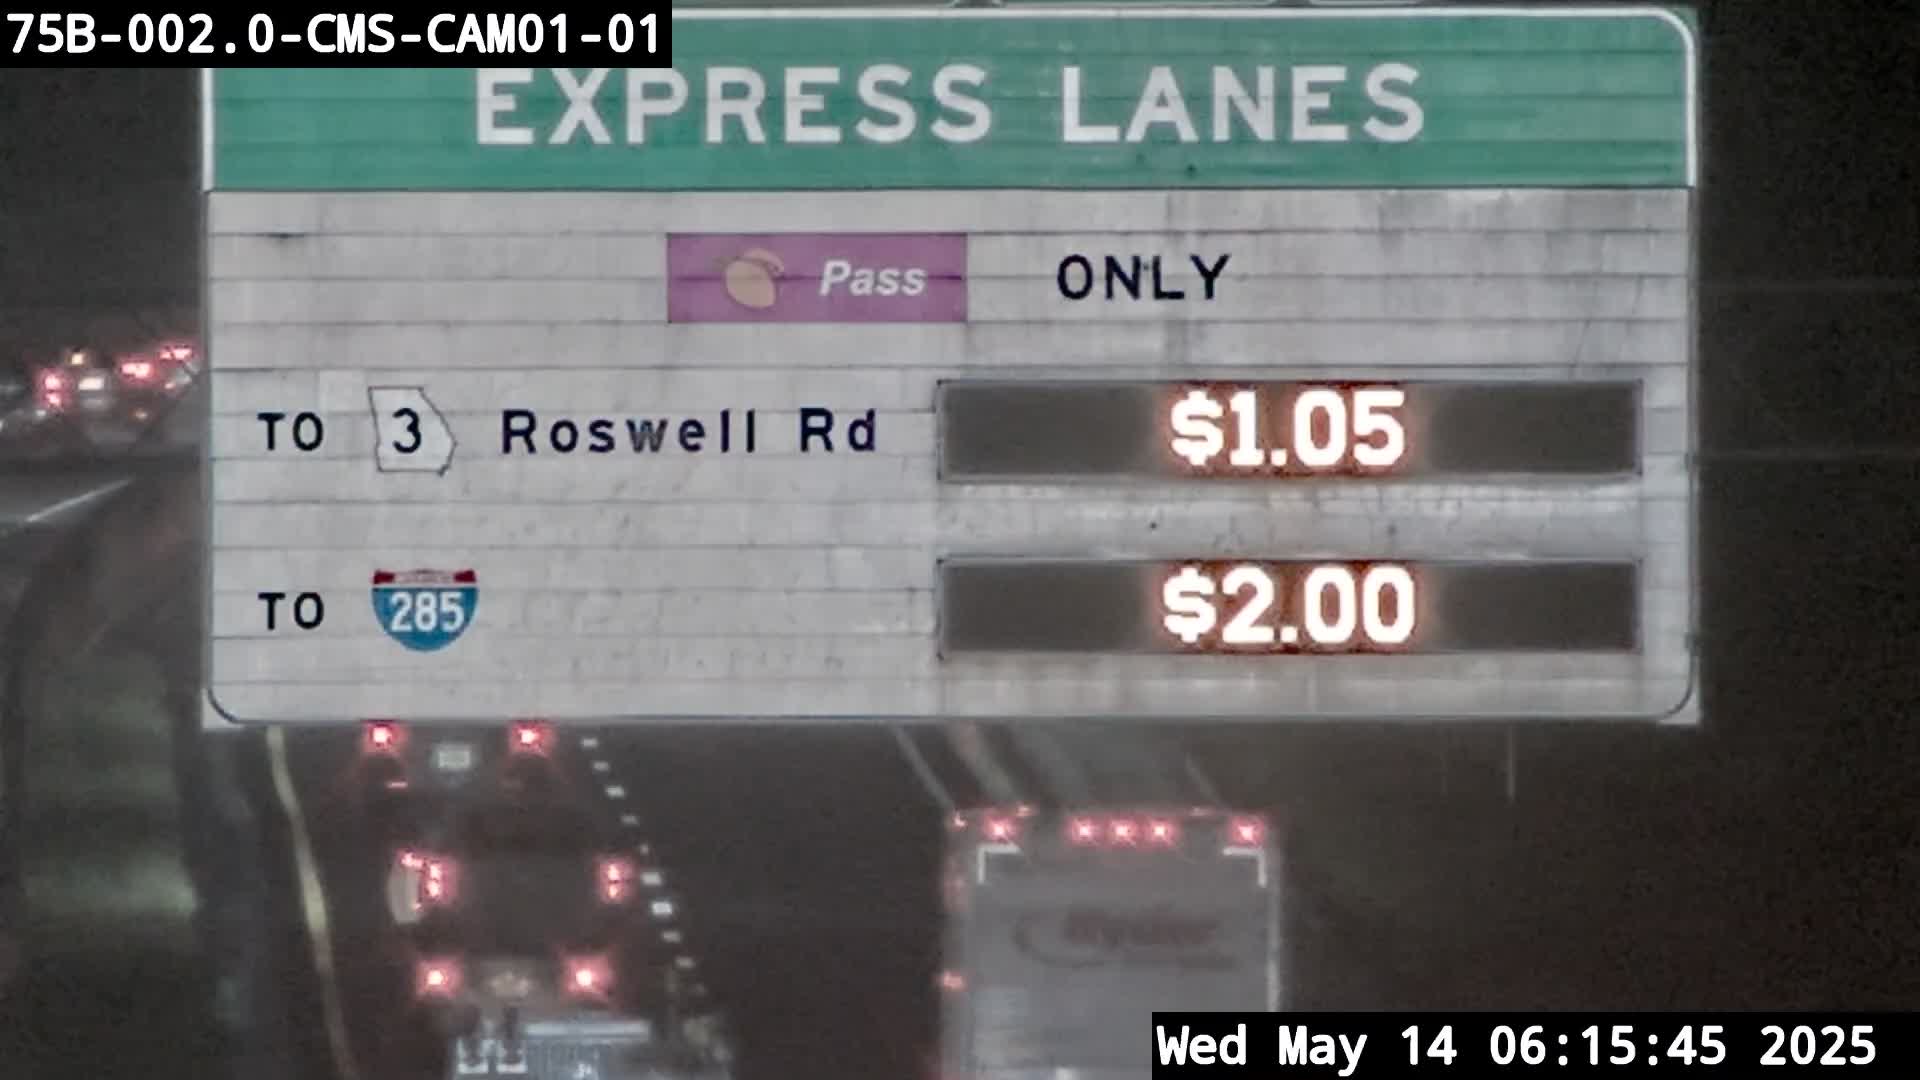 75B-002.0-CMS-CAM01-01
EXPRESS LANES
Pass ONLY
TO 3 Roswell Rd $1.05
TO 285 $2.00
Ryder
Wed May 14 06:15:45 2025